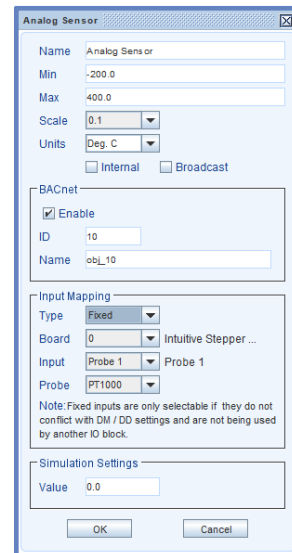 Analog Sensor
Name Analog Sensor
Min -200.0
Max 400.0
Scale 0.1
Units Deg. C
Internal Broadcast
BACnet
Enable
ID 10
Name obj_10
Input Mapping
Type Fixed
Board 0 Intuitive Stepper ...
Input Probe 1 Probe 1
Probe PT1000
Note:Fixed inputs are only selectable if they do not
conflict with DM / DD settings and are not being used
by another IO block.
Simulation Settings
Value 0.0
OK Cancel